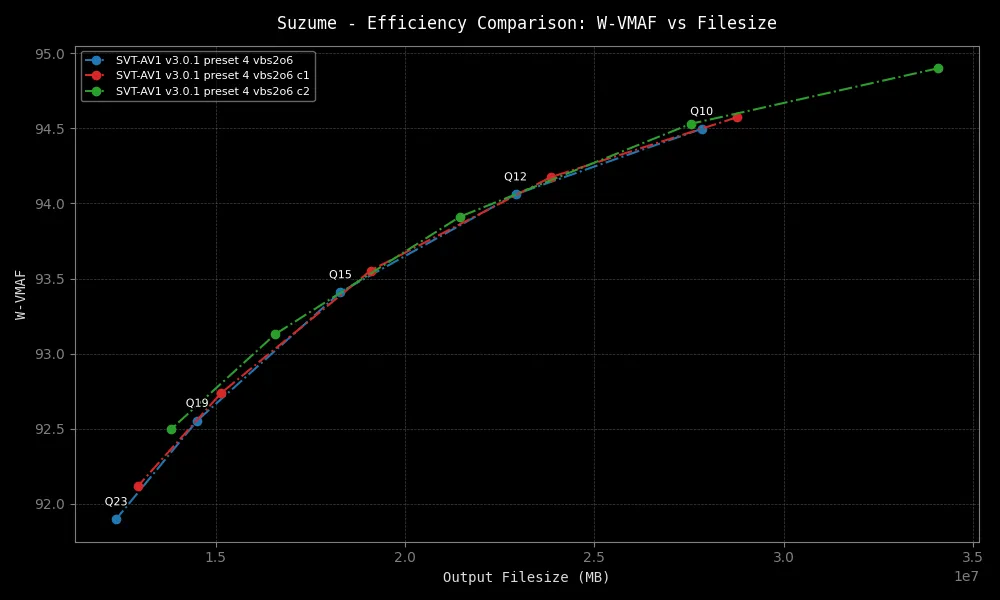 Suzume - Efficiency Comparison: W-VMAF vs Filesize
SVT-AV1 v3.0.1 preset 4 vbs2o6
SVT-AV1 v3.0.1 preset 4 vbs2o6 c1
SVT-AV1 v3.0.1 preset 4 vbs2o6 c2
95.0
94.5
94.0
93.5
93.0
92.5
92.0
W-VMAF
Q10
Q12
Q15
Q19
Q23
1.5
2.0
2.5
3.0
3.5
1e7
Output Filesize (MB)